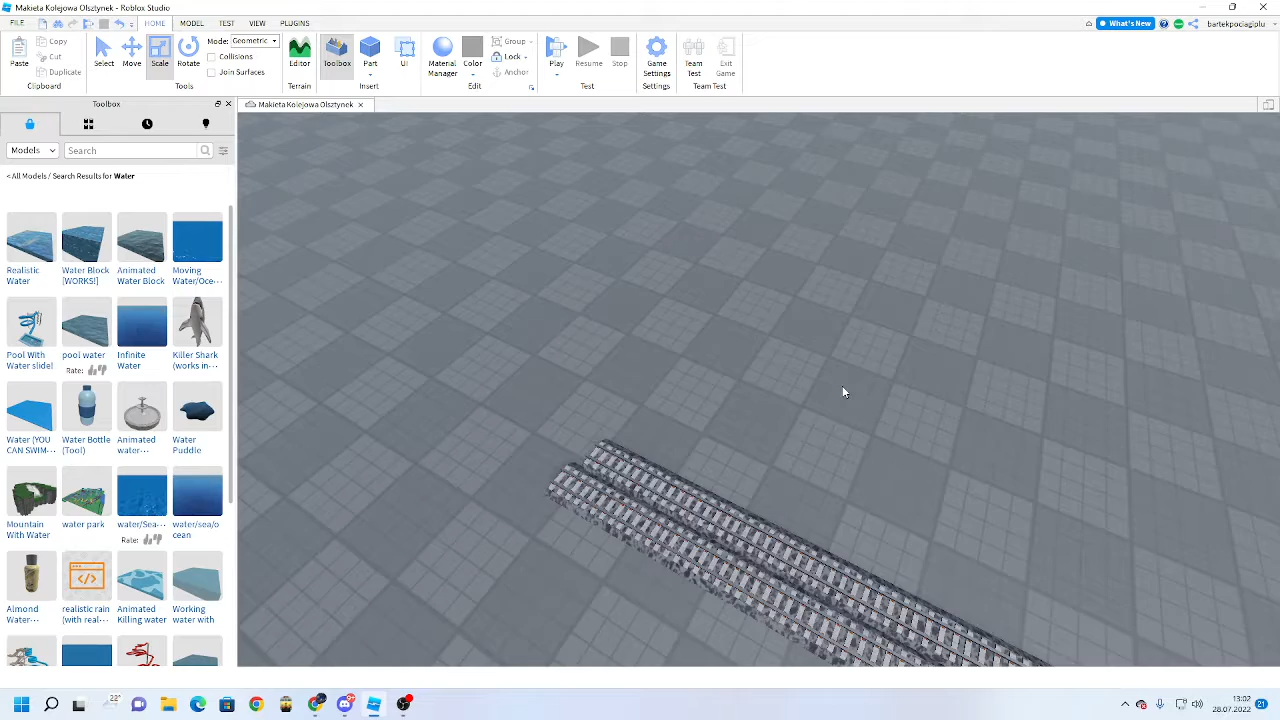 Makieta Kolejowa Olsztynek - Roblox Studio
FILE HOME MODEL TEST VIEW PLUGINS What's New bartekpociagiplu
Paste Copy Cut Duplicate Select Move Scale Rotate Mode: Geometric Collisions Join Surfaces Editor Toolbox Part UI Material Manager Color Group Lock Anchor Play Resume Stop Game Settings Team Test Exit Game
Clipboard Tools Terrain Insert Edit Test Settings Team Test
Toolbox Makieta Kolejowa Olsztynek
Models Search
< All Models / Search Results for Water
Realistic Water Water Block [WORKS!] Animated Water Block Moving Water/Oce...
Pool With Water slide! pool water Infinite Water Killer Shark (works in...
Rate:
Water (YOU CAN SWIM... Water Bottle (Tool) Animated water... Water Puddle
Mountain With Water water park water/Sea... water/sea/ocean
Rate:
Almond Water... realistic rain (with real... Animated Killing water Working water with
22°
13:02
28.07.2022
21